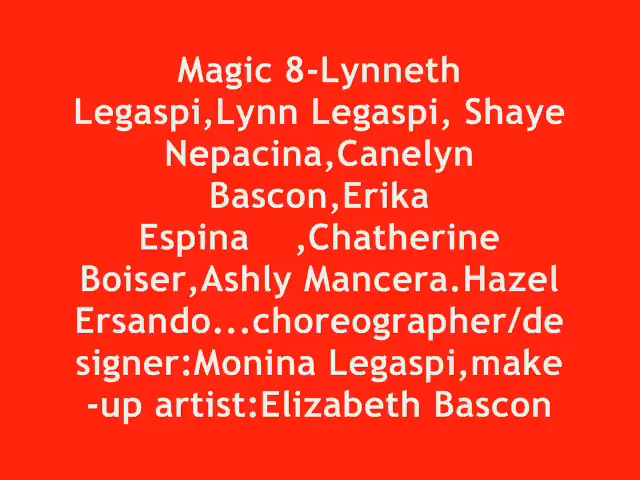 Magic 8-Lynneth
Legaspi,Lynn Legaspi, Shaye
Nepacina,Canelyn
Bascon,Erika
Espina    ,Chatherine
Boiser,Ashly Mancera.Hazel
Ersando...choreographer/de
signer:Monina Legaspi,make
-up artist:Elizabeth Bascon